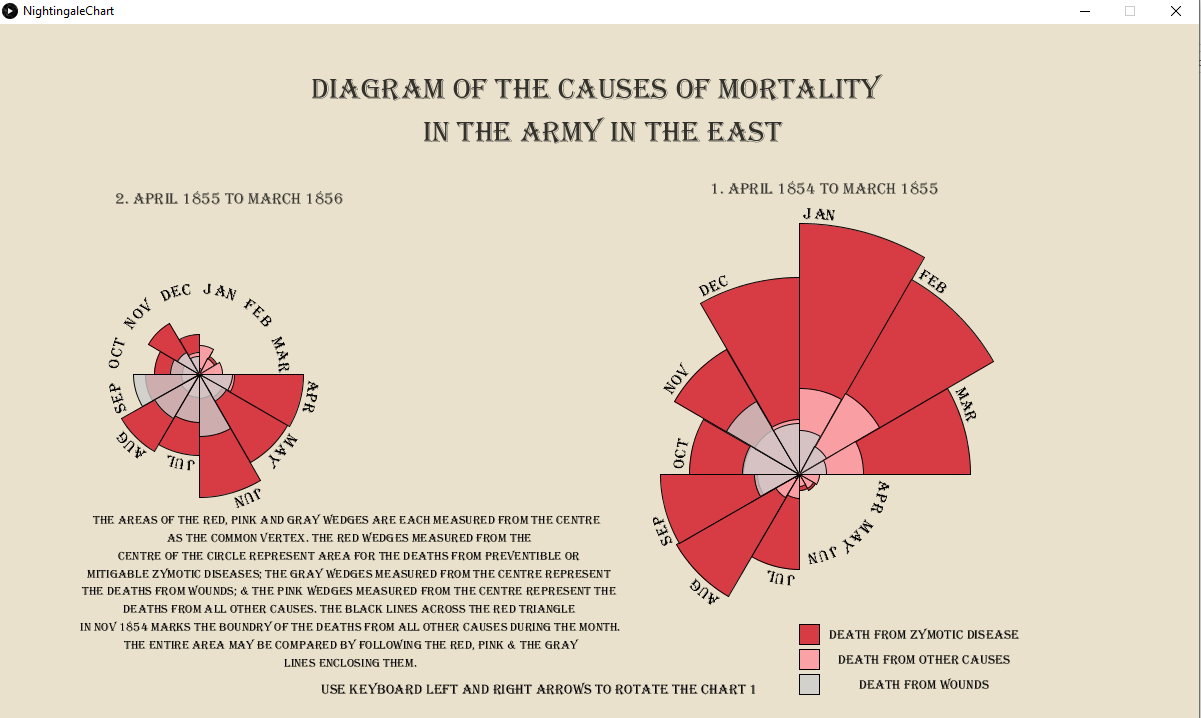 NightingaleChart
DIAGRAM OF THE CAUSES OF MORTALITY
IN THE ARMY IN THE EAST
2. APRIL 1855 TO MARCH 1856
1. APRIL 1854 TO MARCH 1855
JAN
FEB
MAR
APR
MAY
JUN
JUL
AUG
SEP
OCT
NOV
DEC
JAN
FEB
MAR
APR
MAY
JUN
JUL
AUG
SEP
OCT
NOV
DEC
THE AREAS OF THE RED, PINK AND GRAY WEDGES ARE EACH MEASURED FROM THE CENTRE
AS THE COMMON VERTEX. THE RED WEDGES MEASURED FROM THE
CENTRE OF THE CIRCLE REPRESENT AREA FOR THE DEATHS FROM PREVENTIBLE OR
MITIGABLE ZYMOTIC DISEASES; THE GRAY WEDGES MEASURED FROM THE CENTRE REPRESENT
THE DEATHS FROM WOUNDS; & THE PINK WEDGES MEASURED FROM THE CENTRE REPRESENT THE
DEATHS FROM ALL OTHER CAUSES. THE BLACK LINES ACROSS THE RED TRIANGLE
IN NOV 1854 MARKS THE BOUNDRY OF THE DEATHS FROM ALL OTHER CAUSES DURING THE MONTH.
THE ENTIRE AREA MAY BE COMPARED BY FOLLOWING THE RED, PINK & THE GRAY
LINES ENCLOSING THEM.
USE KEYBOARD LEFT AND RIGHT ARROWS TO ROTATE THE CHART 1
DEATH FROM ZYMOTIC DISEASE
DEATH FROM OTHER CAUSES
DEATH FROM WOUNDS